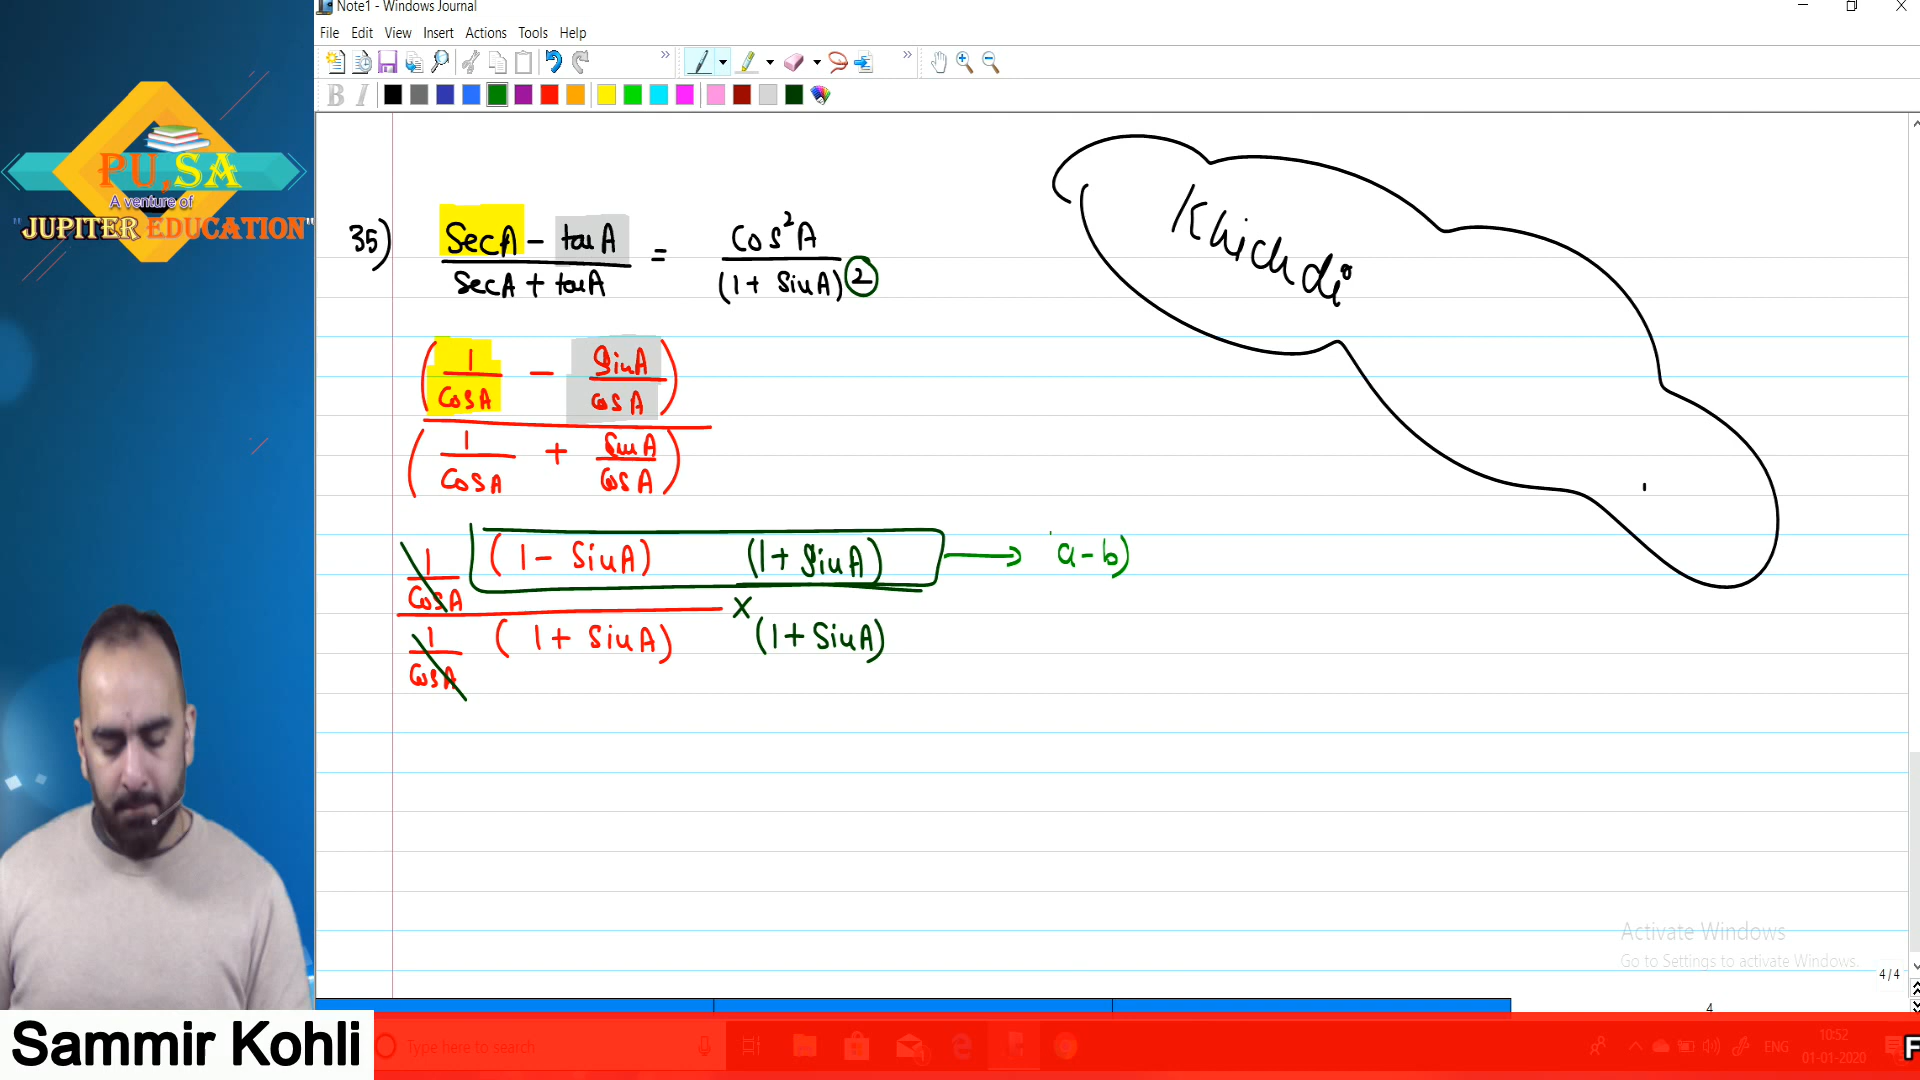 Note1 - Windows Journal
File Edit View Insert Actions Tools Help
B I
PU,SA
A venture of
"JUPITER EDUCATION"
Khichdi
35) SecA - tanA / SecA + tanA = Cos²A / (1 + SinA)②
(1/CosA - SinA/CosA)
(1/CosA + SinA/CosA)
1/CosA (1 - SinA) (1 + SinA) → (a-b)
×
1/CosA (1 + SinA) (1 + SinA)
Activate Windows
Go to Settings to activate Windows.
4/4
4
Sammir Kohli
Type here to search
ENG
10:52
01-01-2020
F